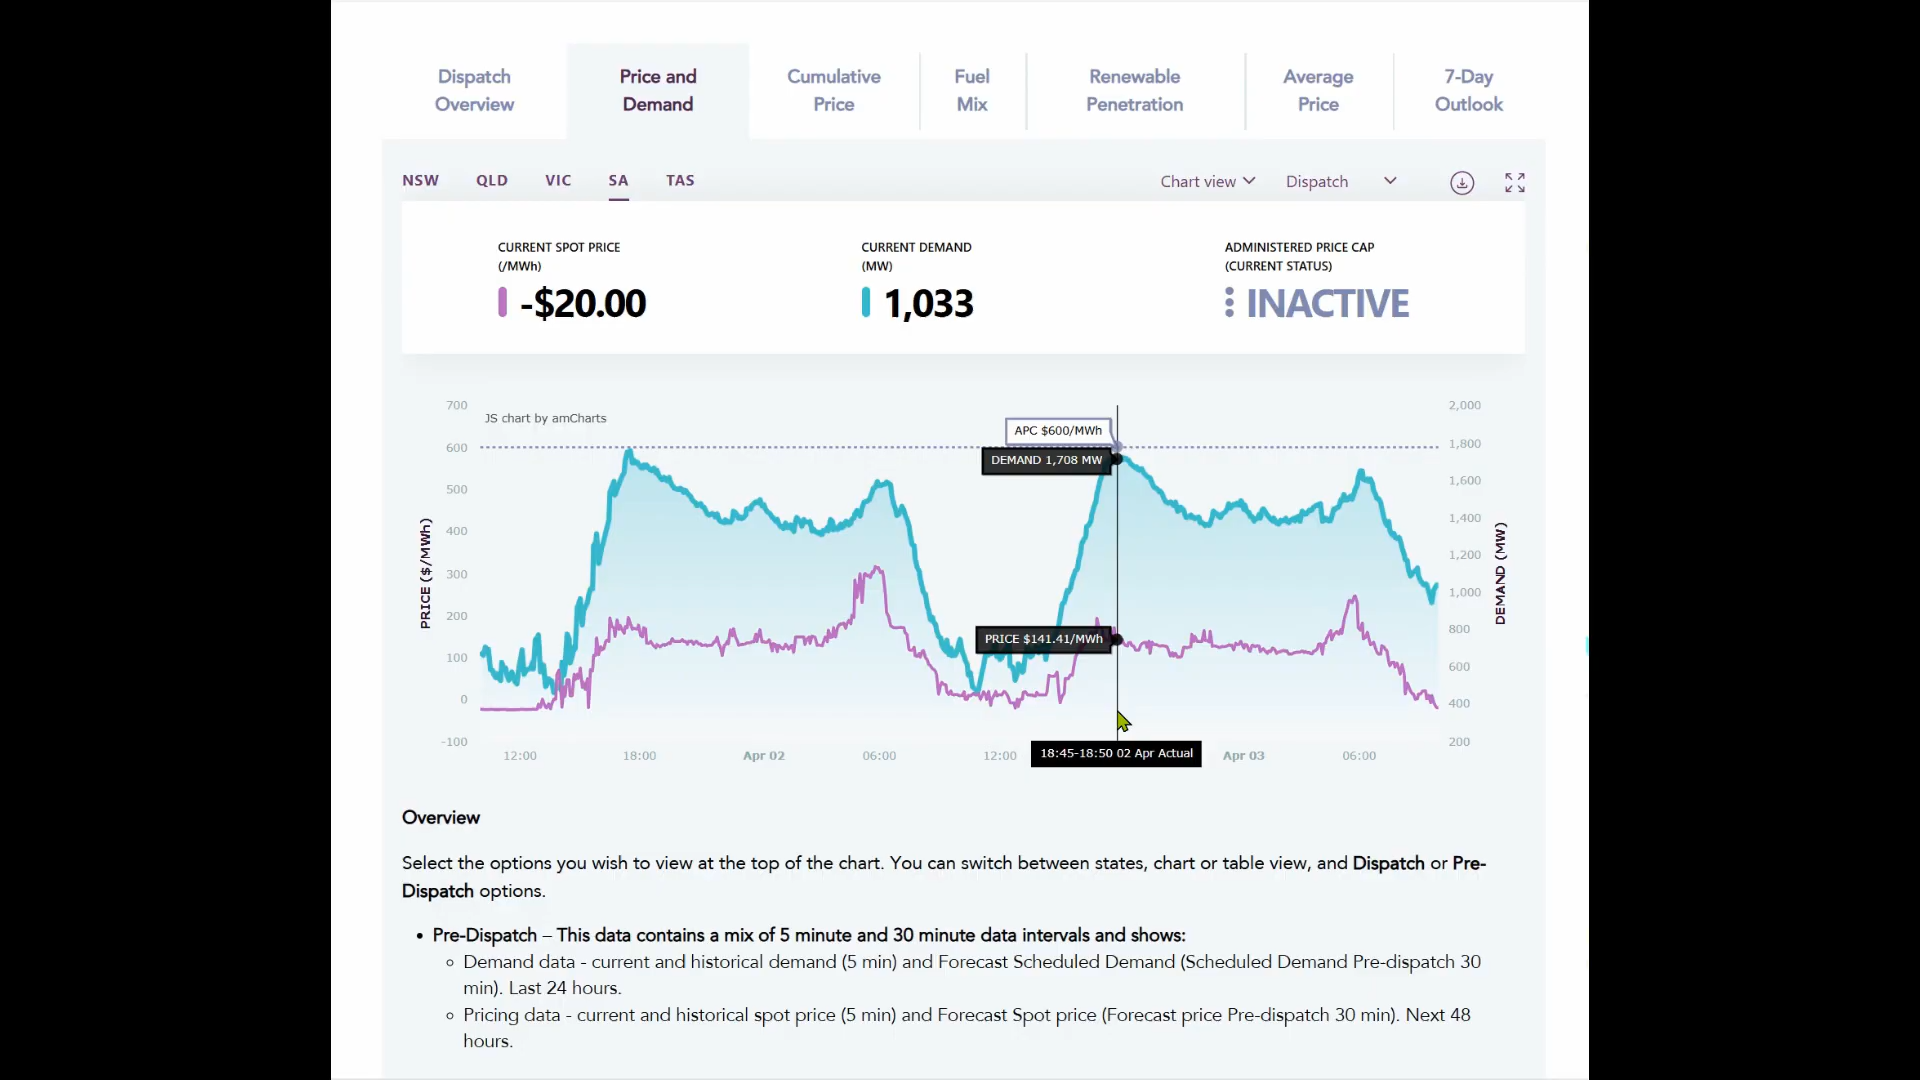 Dispatch Overview
Price and Demand
Cumulative Price
Fuel Mix
Renewable Penetration
Average Price
7-Day Outlook
NSW QLD VIC SA TAS
Chart view Dispatch
CURRENT SPOT PRICE
(/MWh)
-$20.00
CURRENT DEMAND
(MW)
1,033
ADMINISTERED PRICE CAP
(CURRENT STATUS)
INACTIVE
JS chart by amCharts
PRICE ($/MWh)
700
600
500
400
300
200
100
0
-100
APC $600/MWh
DEMAND 1,708 MW
PRICE $141.41/MWh
2,000
1,800
1,600
1,400
1,200
1,000
800
600
400
200
DEMAND (MW)
12:00 18:00 Apr 02 06:00 12:00 18:45-18:50 02 Apr Actual Apr 03 06:00
Overview
Select the options you wish to view at the top of the chart. You can switch between states, chart or table view, and Dispatch or Pre-
Dispatch options.
• Pre-Dispatch – This data contains a mix of 5 minute and 30 minute data intervals and shows:
◦ Demand data - current and historical demand (5 min) and Forecast Scheduled Demand (Scheduled Demand Pre-dispatch 30
min). Last 24 hours.
◦ Pricing data - current and historical spot price (5 min) and Forecast Spot price (Forecast price Pre-dispatch 30 min). Next 48
hours.